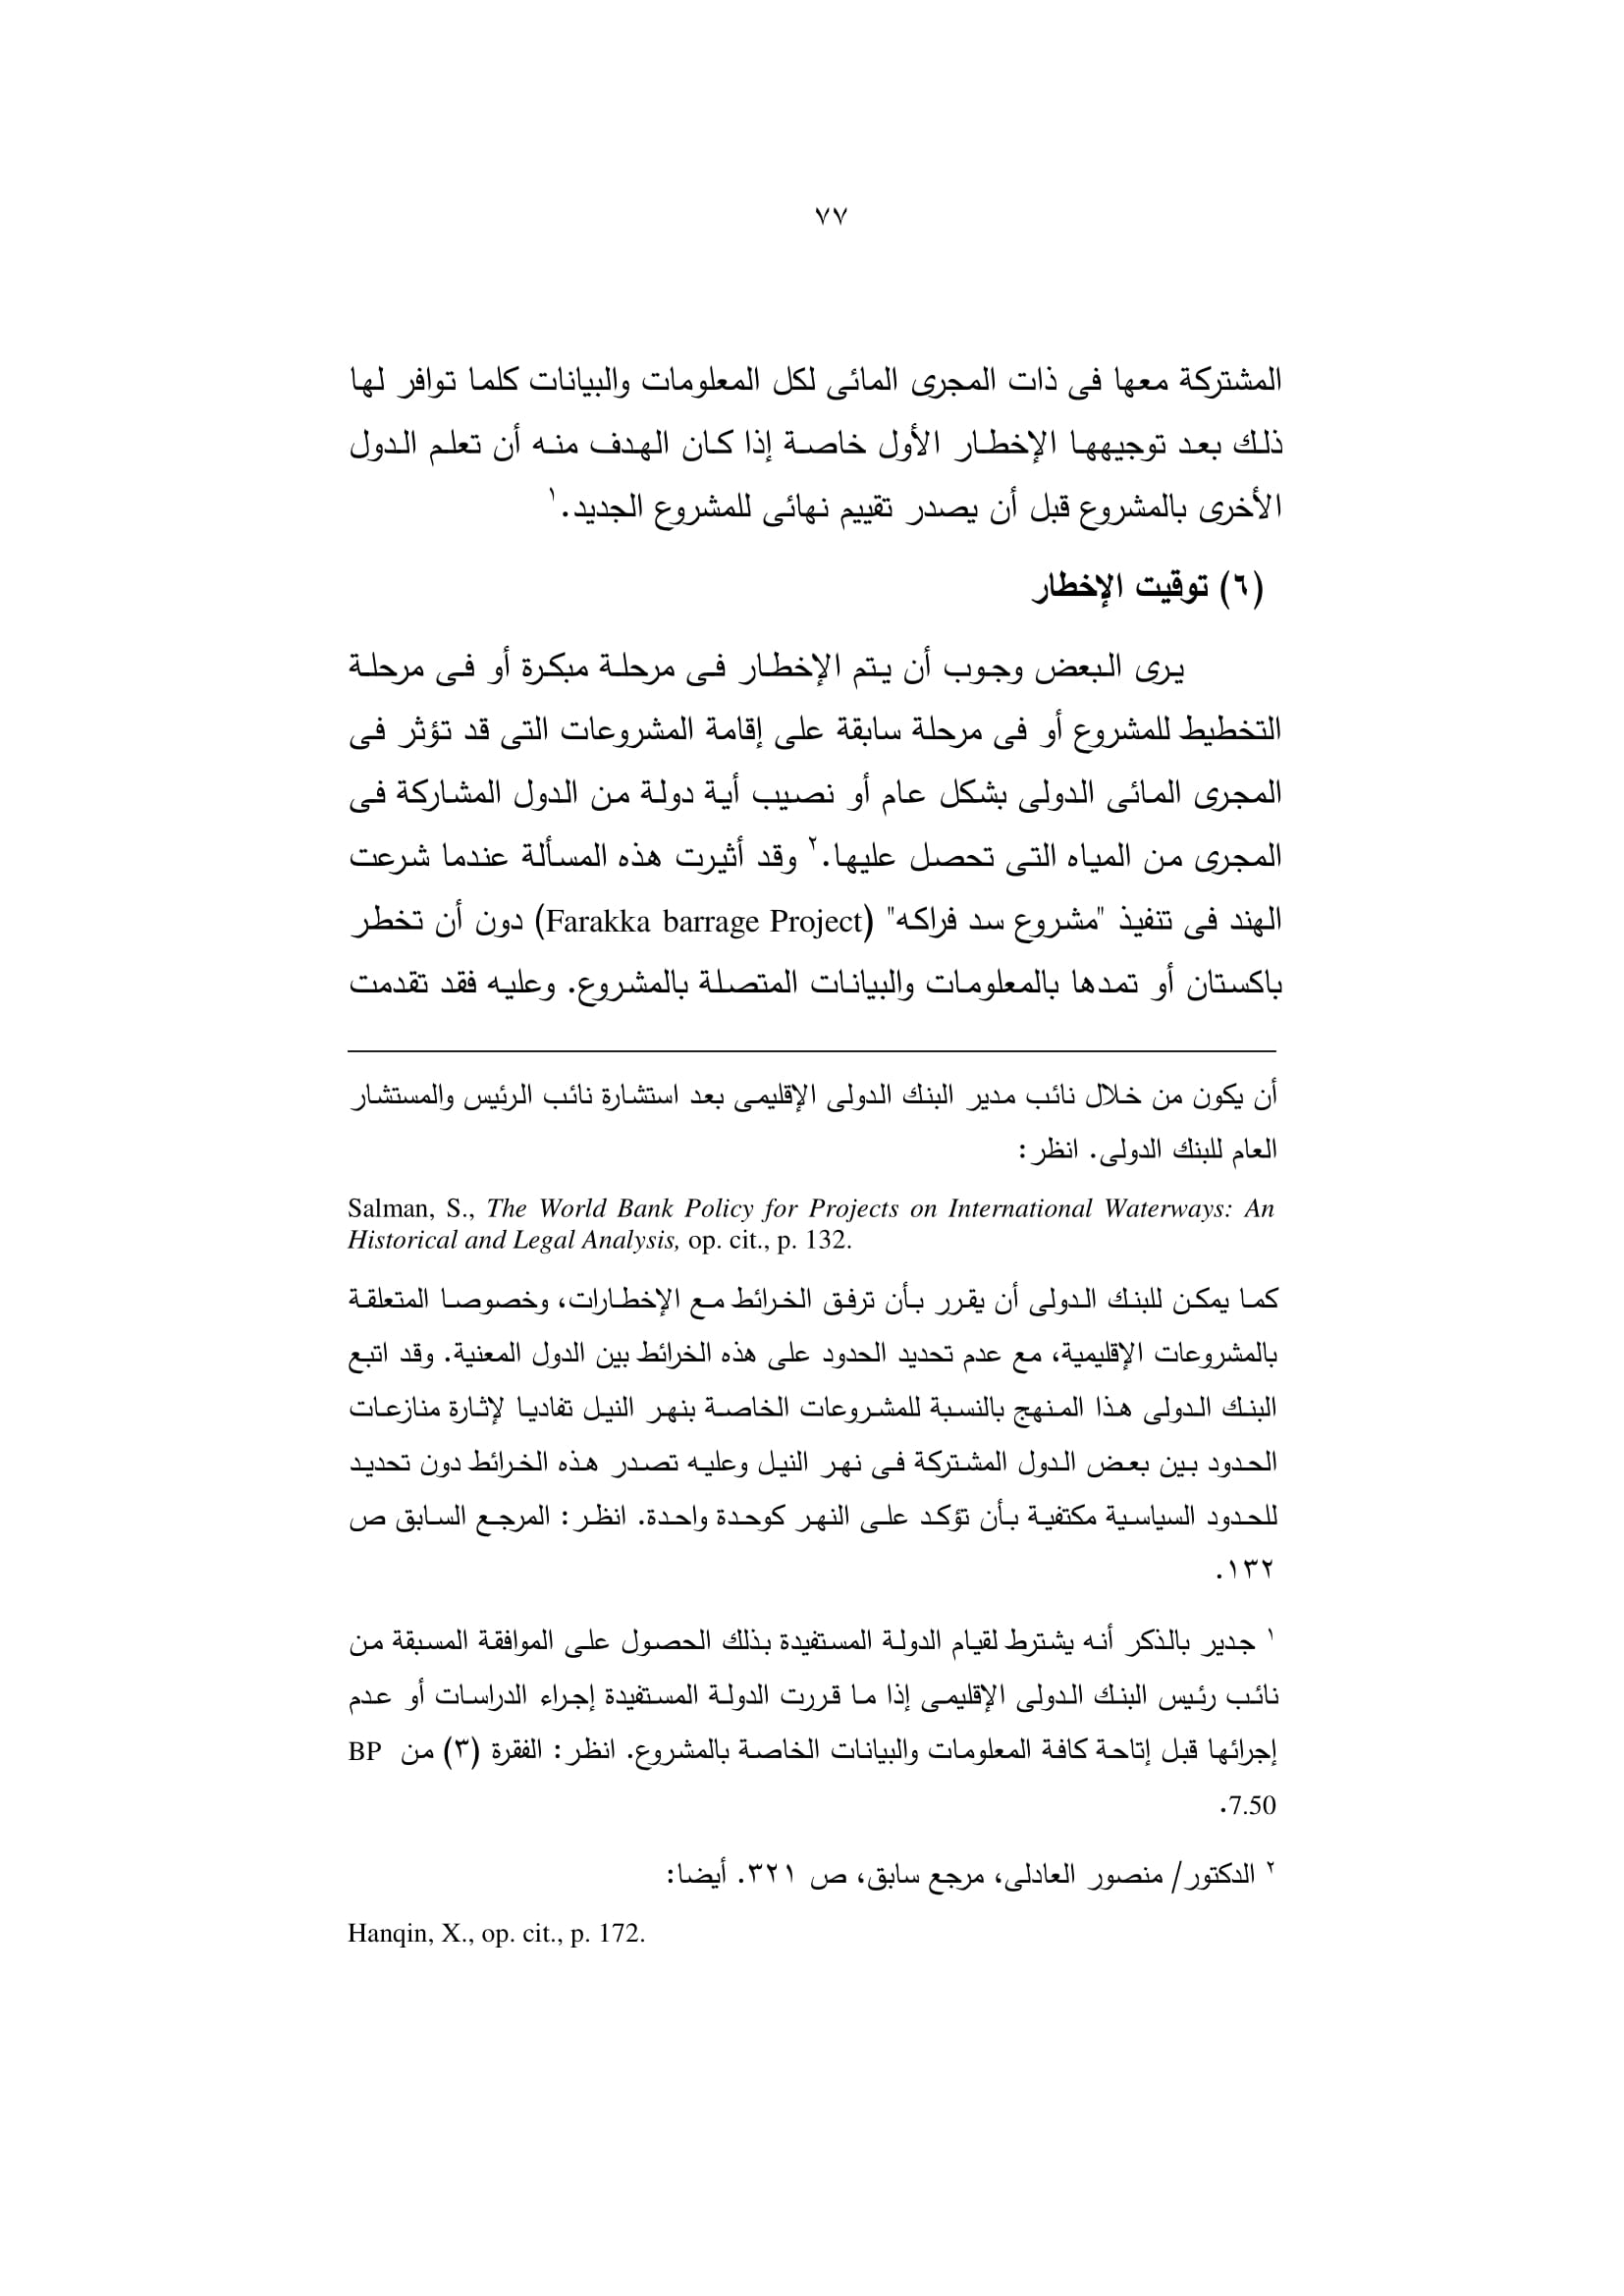 ٧٧
المشتركة معها فى ذات المجرى المائى لكل المعلومات والبيانات كلما توافر لها
ذلك بعد توجيهها الإخطار الأول خاصة إذا كان الهدف منه أن تعلم الدول
الأخرى بالمشروع قبل أن يصدر تقييم نهائى للمشروع الجديد.١
(٦) توقيت الإخطار
يرى البعض وجوب أن يتم الإخطار فى مرحلة مبكرة أو فى مرحلة
التخطيط للمشروع أو فى مرحلة سابقة على إقامة المشروعات التى قد تؤثر فى
المجرى المائى الدولى بشكل عام أو نصيب أية دولة من الدول المشاركة فى
المجرى من المياه التى تحصل عليها.٢ وقد أثيرت هذه المسألة عندما شرعت
الهند فى تنفيذ "مشروع سد فراكه" (Farakka barrage Project) دون أن تخطر
باكستان أو تمدها بالمعلومات والبيانات المتصلة بالمشروع. وعليه فقد تقدمت
أن يكون من خلال نائب مدير البنك الدولى الإقليمى بعد استشارة نائب الرئيس والمستشار
العام للبنك الدولى. انظر:
Salman, S., The World Bank Policy for Projects on International Waterways: An
Historical and Legal Analysis, op. cit., p. 132.
كما يمكن للبنك الدولى أن يقرر بأن ترفق الخرائط مع الإخطارات، وخصوصا المتعلقة
بالمشروعات الإقليمية، مع عدم تحديد الحدود على هذه الخرائط بين الدول المعنية. وقد اتبع
البنك الدولى هذا المنهج بالنسبة للمشروعات الخاصة بنهر النيل تفاديا لإثارة منازعات
الحدود بين بعض الدول المشتركة فى نهر النيل وعليه تصدر هذه الخرائط دون تحديد
للحدود السياسية مكتفية بأن تؤكد على النهر كوحدة واحدة. انظر: المرجع السابق ص
١٣٢.
١ جدير بالذكر أنه يشترط لقيام الدولة المستفيدة بذلك الحصول على الموافقة المسبقة من
نائب رئيس البنك الدولى الإقليمى إذا ما قررت الدولة المستفيدة إجراء الدراسات أو عدم
إجرائها قبل إتاحة كافة المعلومات والبيانات الخاصة بالمشروع. انظر: الفقرة (٣) من BP
7.50.
٢ الدكتور/ منصور العادلى، مرجع سابق، ص ٣٢١. أيضا:
Hanqin, X., op. cit., p. 172.